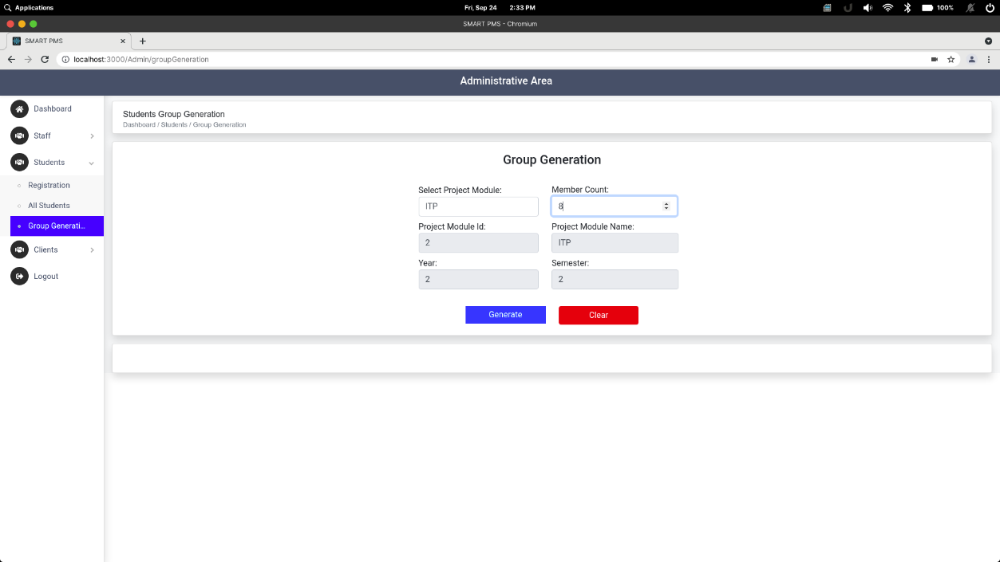 Applications
Fri, Sep 24 2:33 PM
100%
SMART PMS - Chromium
SMART PMS
localhost:3000/Admin/groupGeneration
Administrative Area
Dashboard
Staff
Students
Registration
All Students
Group Generati...
Clients
Logout
Students Group Generation
Dashboard / Students / Group Generation
Group Generation
Select Project Module: Member Count:
ITP 8
Project Module Id: Project Module Name:
2 ITP
Year: Semester:
2 2
Generate Clear